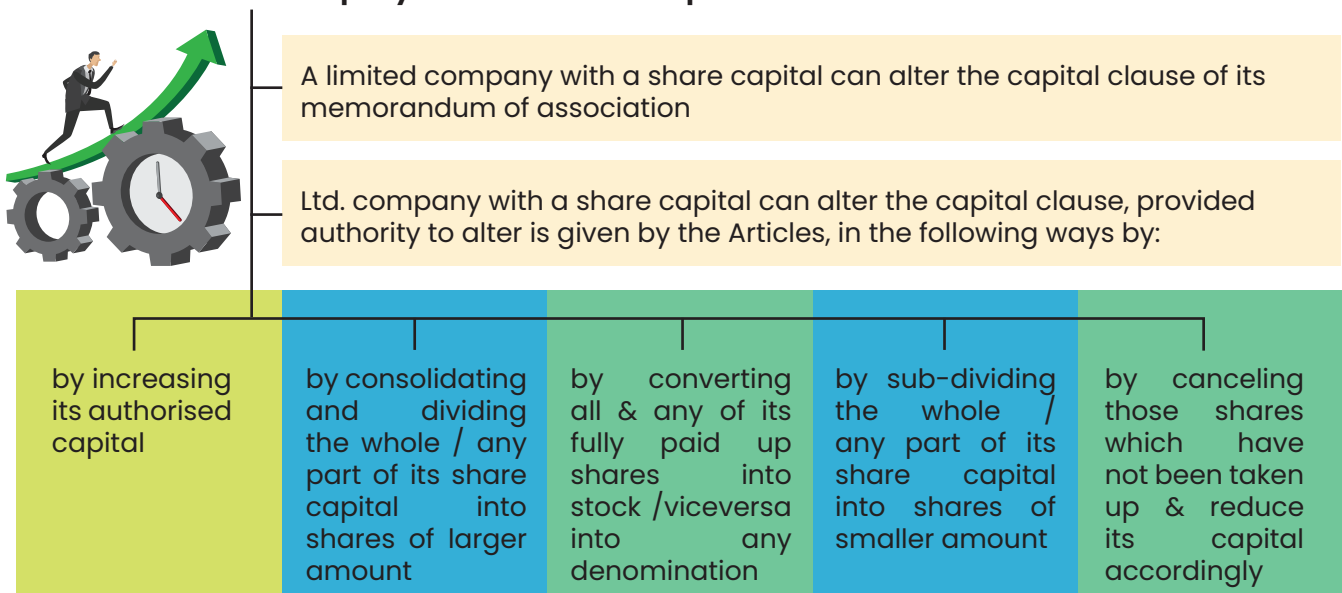 A limited company with a share capital can alter the capital clause of its
memorandum of association
Ltd. company with a share capital can alter the capital clause, provided
authority to alter is given by the Articles, in the following ways by:
by increasing
its authorised
capital
by consolidating
and dividing
the whole / any
part of its share
capital into
shares of larger
amount
by converting
all & any of its
fully paid up
shares into
stock /viceversa
into any
denomination
by sub-dividing
the whole /
any part of its
share capital
into shares of
smaller amount
by canceling
those shares
which have
not been taken
up & reduce
its capital
accordingly